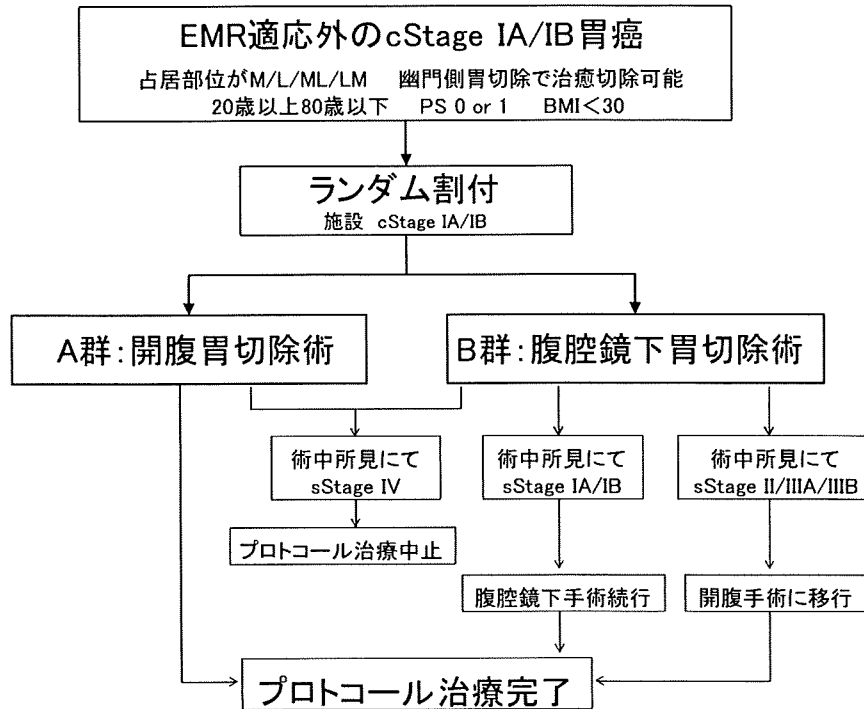 EMR適応外のcStage IA/IB胃癌
占居部位がM/L/ML/LM 幽門側胃切除で治癒切除可能
20歳以上80歳以下 PS 0 or 1 BMI<30
ランダム割付
施設 cStage IA/IB
A群:開腹胃切除術
B群:腹腔鏡下胃切除術
術中所見にて
sStage IV
術中所見にて
sStage IA/IB
術中所見にて
sStage II/IIIA/IIIB
プロトコール治療中止
腹腔鏡下手術続行
開腹手術に移行
プロトコール治療完了